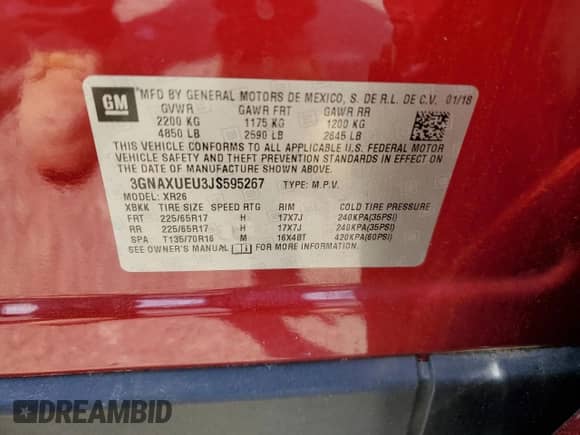 GM
MFD BY GENERAL MOTORS DE MEXICO, S. DE R.L. DE C.V. 01/18
GVWR GAWR FRT GAWR RR
2200 KG 1175 KG 1200 KG
4850 LB 2590 LB 2645 LB
THIS VEHICLE CONFORMS TO ALL APPLICABLE U.S. FEDERAL MOTOR
VEHICLE SAFETY AND THEFT PREVENTION STANDARDS IN EFFECT ON
THE DATE OF MANUFACTURE SHOWN ABOVE.
3GNAXUEU3JS595267 TYPE: M.P.V.
MODEL: XR26
XBKK TIRE SIZE SPEED RTG RIM COLD TIRE PRESSURE
FRT 225/65R17 H 17X7J 240KPA(35PSI)
RR 225/65R17 H 17X7J 240KPA(35PSI)
SPA T135/70R16 M 16X4BT 420KPA(60PSI)
SEE OWNER'S MANUAL FOR MORE INFORMATION.
DREAMBID